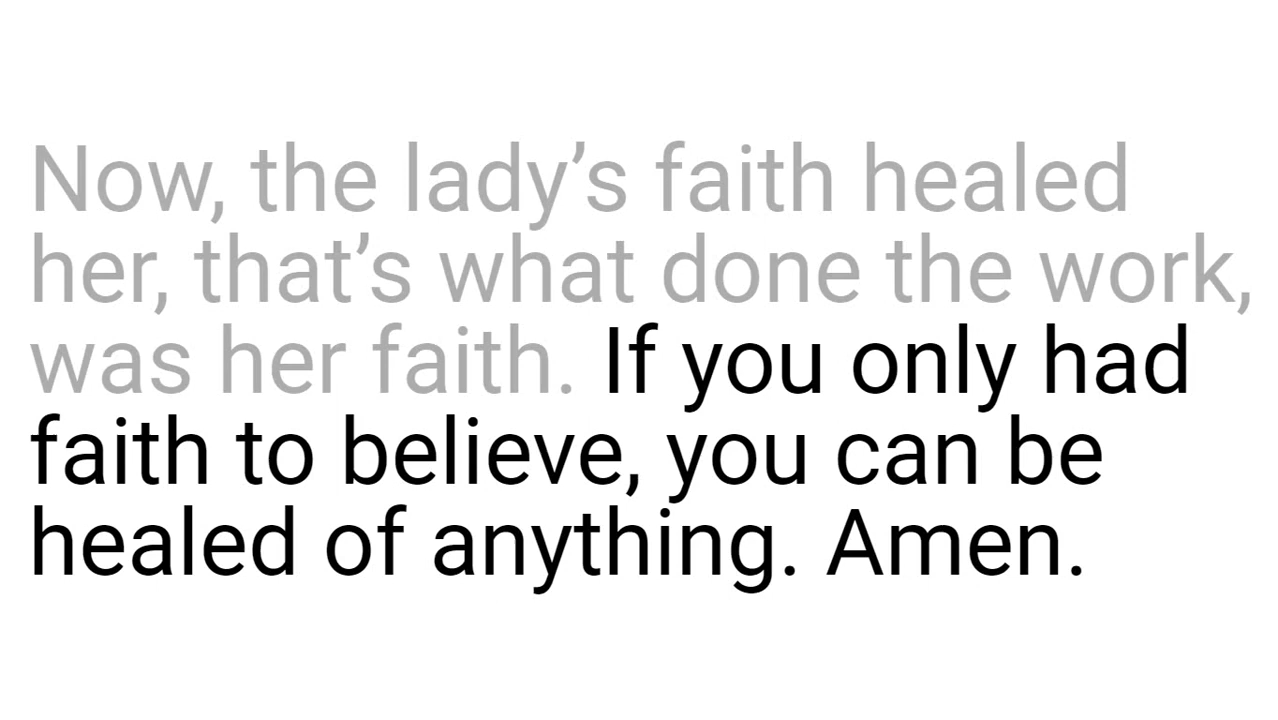 Now, the lady’s faith healed
her, that’s what done the work,
was her faith. If you only had
faith to believe, you can be
healed of anything. Amen.